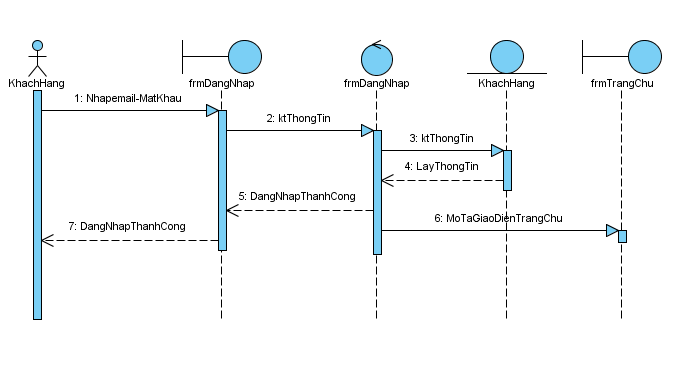 KhachHang
frmDangNhap
frmDangNhap
KhachHang
frmTrangChu
1: Nhapemail-MatKhau
2: ktThongTin
3: ktThongTin
4: LayThongTin
5: DangNhapThanhCong
6: MoTaGiaoDienTrangChu
7: DangNhapThanhCong